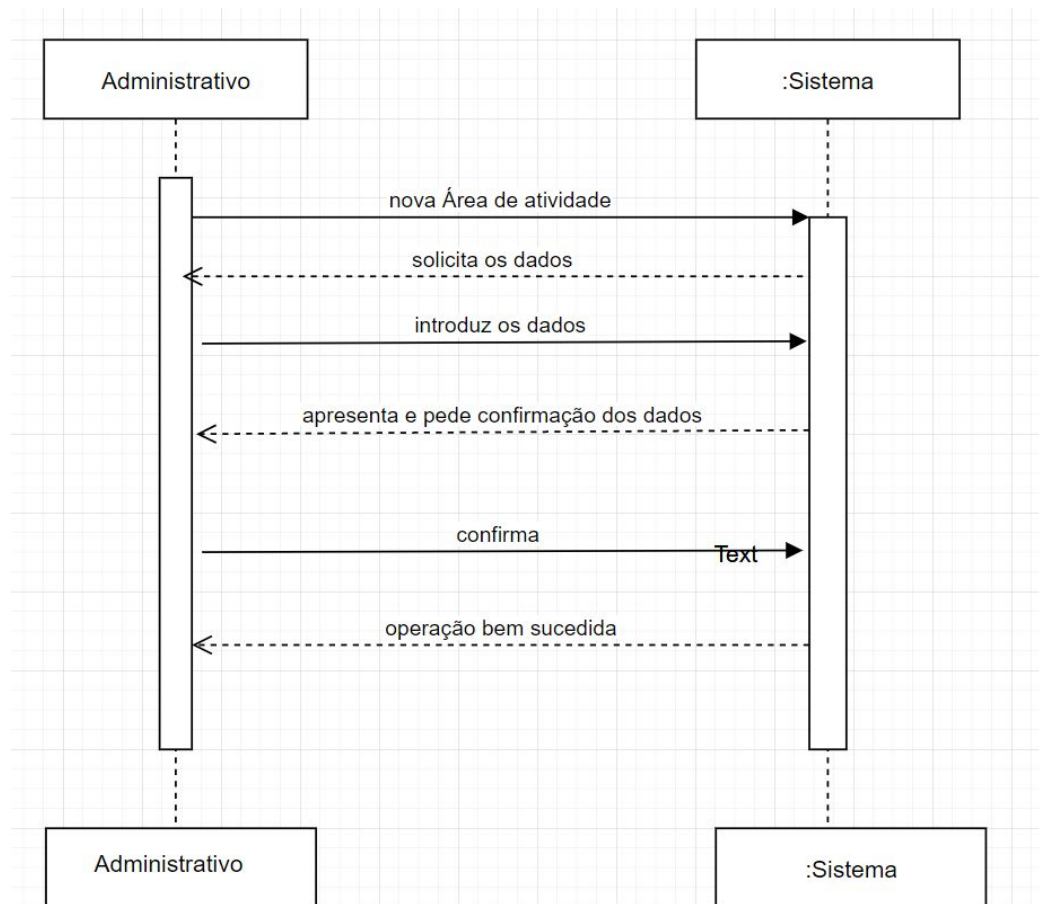 Administrativo
:Sistema
nova Área de atividade
solicita os dados
introduz os dados
apresenta e pede confirmação dos dados
confirma
Text
operação bem sucedida
Administrativo
:Sistema